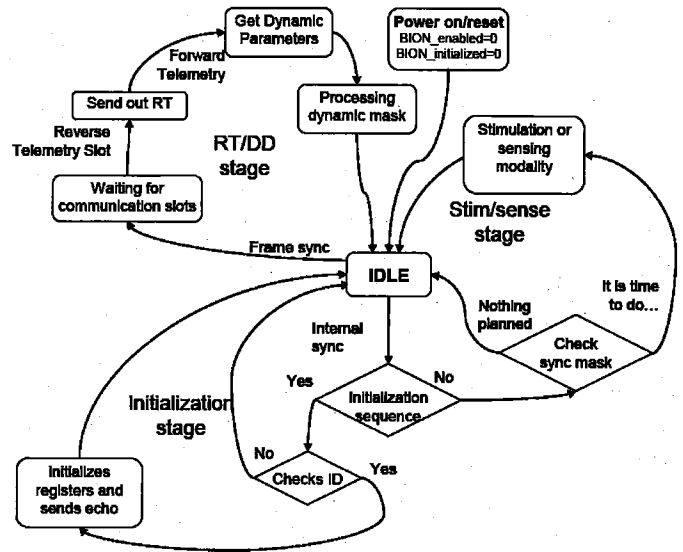 Get Dynamic
Parameters
Power on/reset
BION_enabled=0
BION_initialized=0
Forward
Telemetry
Send out RT
Processing
dynamic mask
Reverse
Telemetry Slot
RT/DD
stage
Stimulation or
sensing
modality
Waiting for
communication slots
Stim/sense
stage
Frame sync
IDLE
It is time
to do...
Nothing
planned
Internal
sync
Check
sync mask
Yes
No
Initialization
sequence
Initialization
stage
No
Checks ID
Yes
Initializes
registers and
sends echo